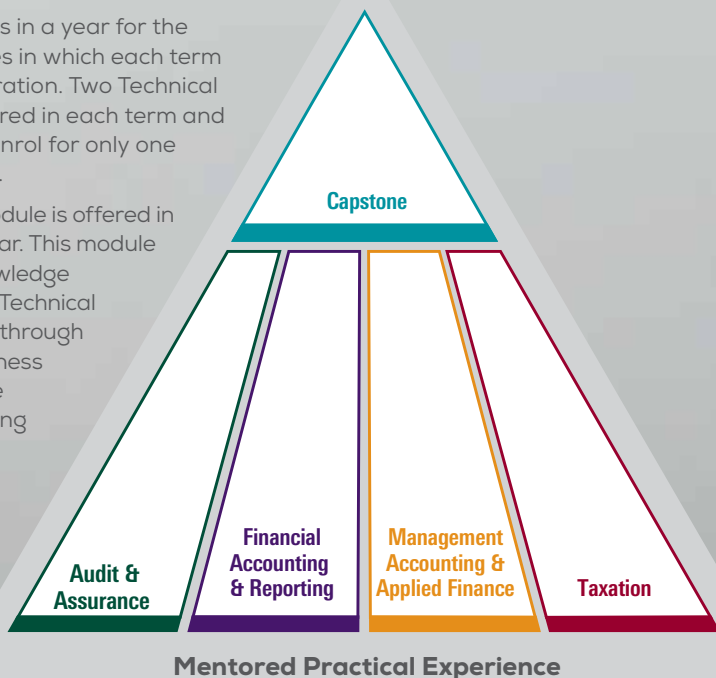 s in a year for the
es in which each term
ration. Two Technical
red in each term and
nrol for only one
odule is offered in
ar. This module
wledge
Technical
through
ness
e
ng
Capstone
Audit &
Assurance
Financial
Accounting
& Reporting
Management
Accounting &
Applied Finance
Taxation
Mentored Practical Experience